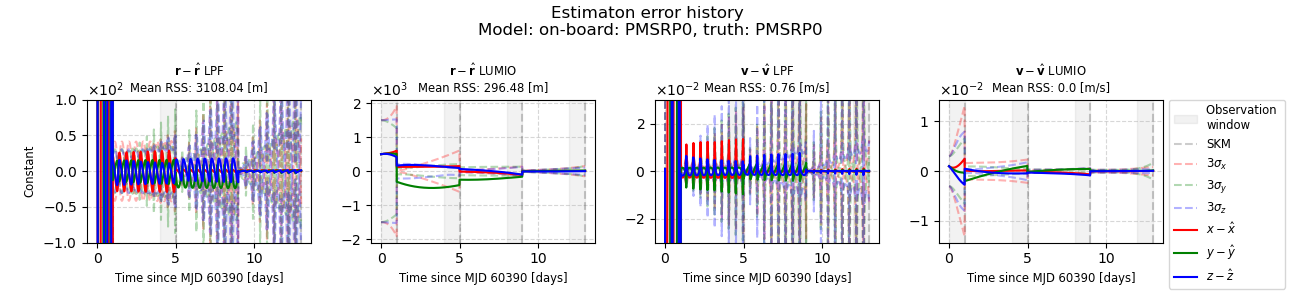 Estimaton error history
Model: on-board: PMSRP0, truth: PMSRP0
r − r̂ LPF
×10² Mean RSS: 3108.04 [m]
1.0
0.5
0.0
−0.5
−1.0
Constant
0 5 10
Time since MJD 60390 [days]
r − r̂ LUMIO
×10³ Mean RSS: 296.48 [m]
2
1
0
−1
−2
0 5 10
Time since MJD 60390 [days]
v − v̂ LPF
×10⁻² Mean RSS: 0.76 [m/s]
2
0
−2
0 5 10
Time since MJD 60390 [days]
v − v̂ LUMIO
×10⁻² Mean RSS: 0.0 [m/s]
1
0
−1
0 5 10
Time since MJD 60390 [days]
Observation
window
SKM
3σₓ
3σᵧ
3σ_z
x − x̂
y − ŷ
z − ẑ